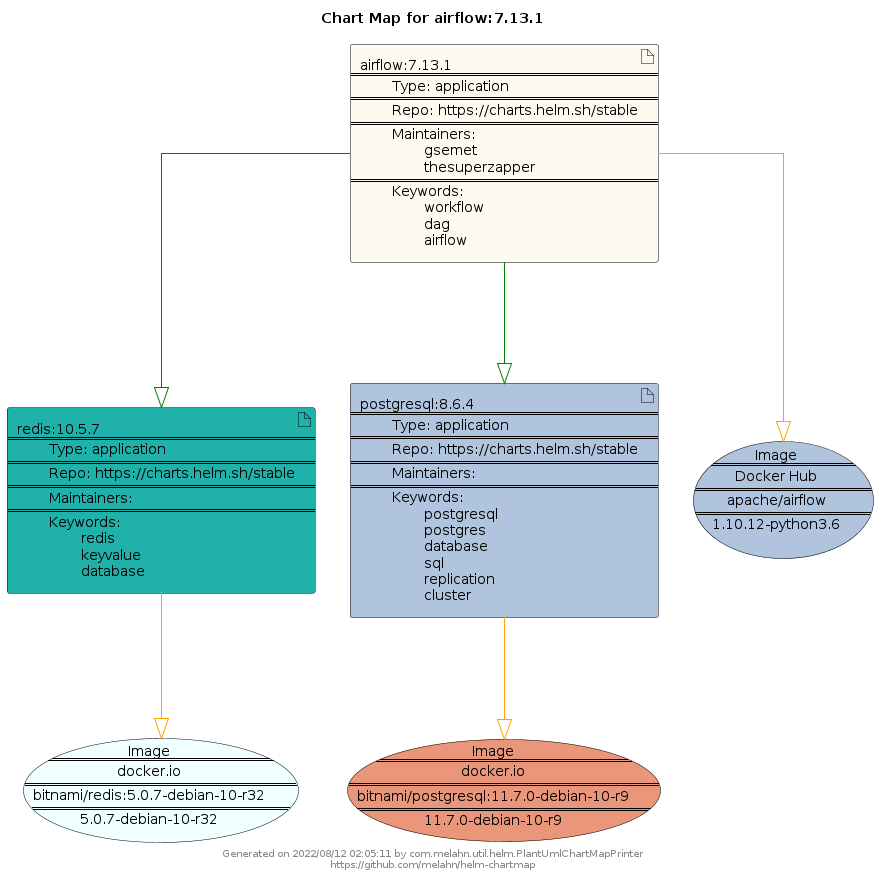 Chart Map for airflow:7.13.1
airflow:7.13.1
Type: application
Repo: https://charts.helm.sh/stable
Maintainers:
gsemet
thesuperzapper
Keywords:
workflow
dag
airflow
redis:10.5.7
Type: application
Repo: https://charts.helm.sh/stable
Maintainers:
Keywords:
redis
keyvalue
database
postgresql:8.6.4
Type: application
Repo: https://charts.helm.sh/stable
Maintainers:
Keywords:
postgresql
postgres
database
sql
replication
cluster
Image
Docker Hub
apache/airflow
1.10.12-python3.6
Image
docker.io
bitnami/redis:5.0.7-debian-10-r32
5.0.7-debian-10-r32
Image
docker.io
bitnami/postgresql:11.7.0-debian-10-r9
11.7.0-debian-10-r9
Generated on 2022/08/12 02:05:11 by com.melahn.util.helm.PlantUmlChartMapPrinter
https://github.com/melahn/helm-chartmap